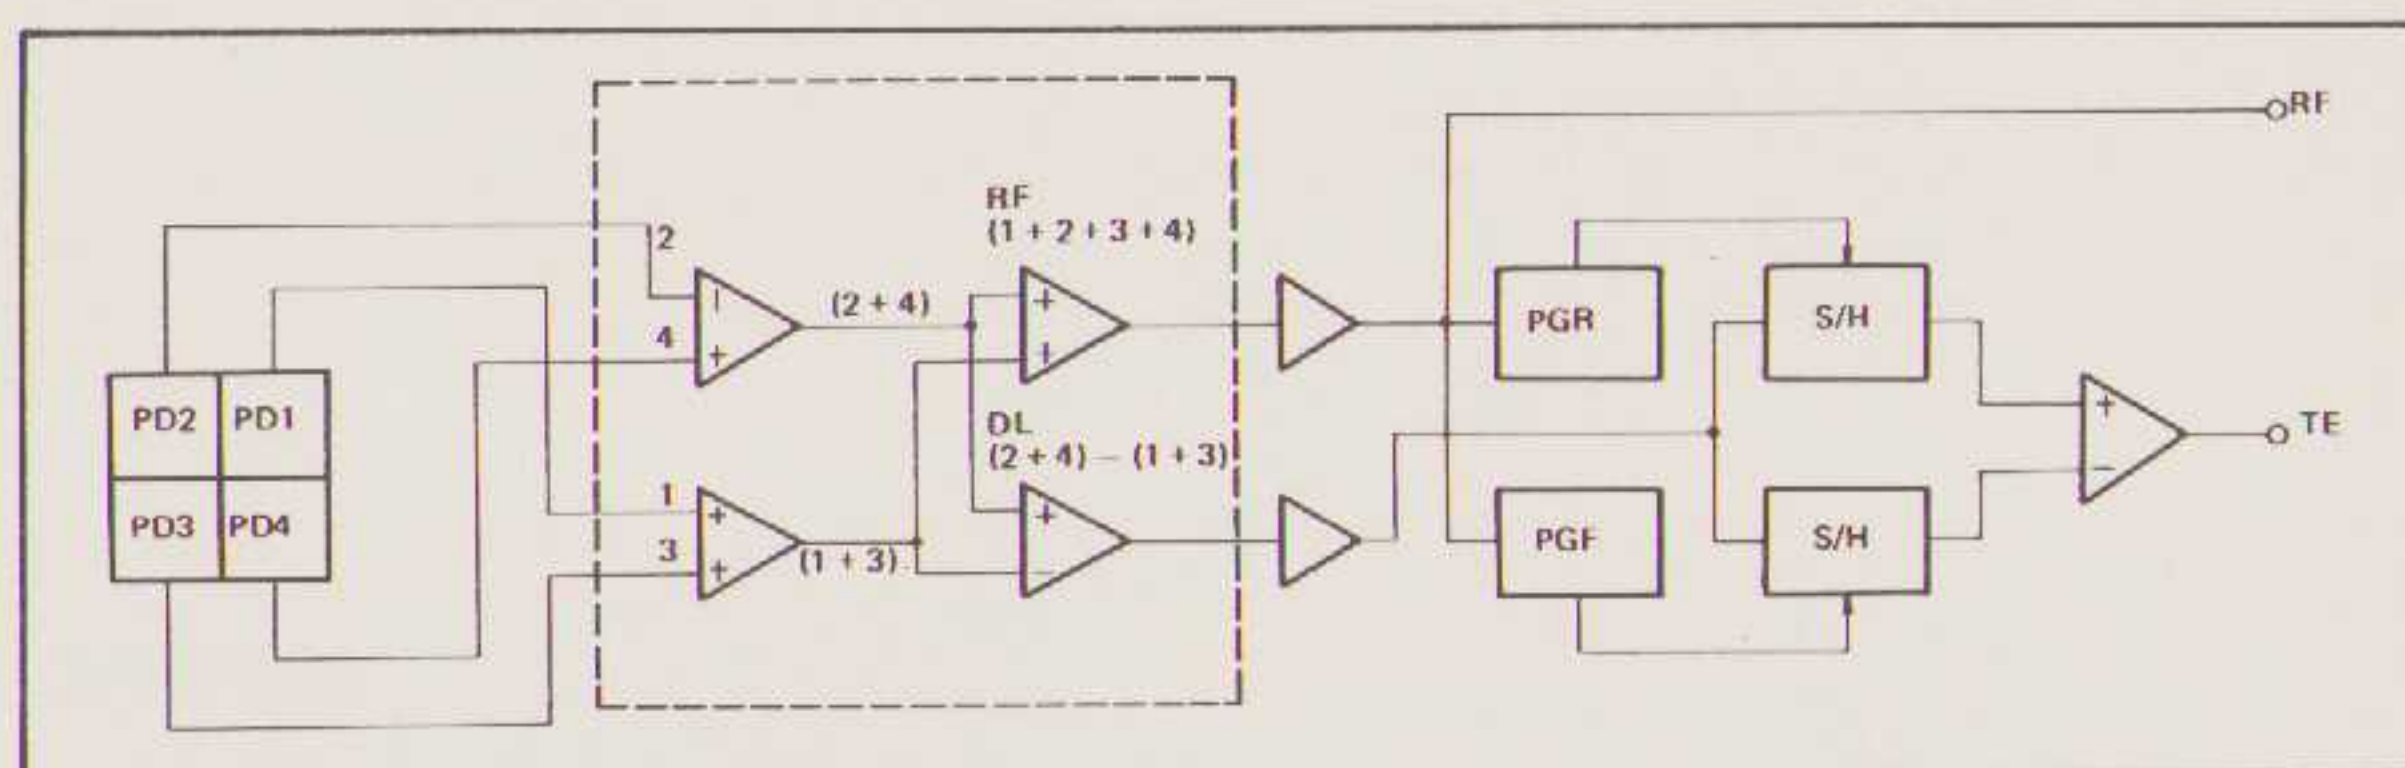 RF
RF
(1 + 2 + 3 + 4)
2
(2 + 4)
4
PGR
S/H
PD2 PD1
DL
(2 + 4) – (1 + 3)
TE
1
PD3 PD4
3
(1 + 3)
PGF
S/H